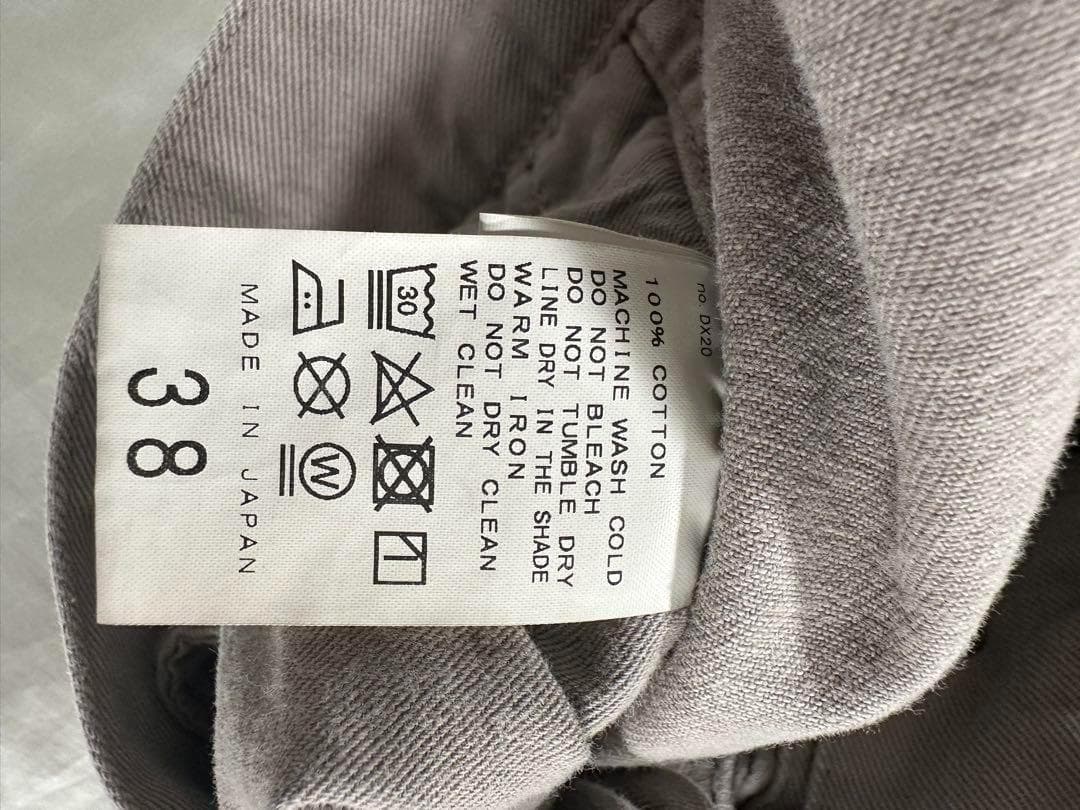 no. DX20
100% COTTON
MACHINE WASH COLD
DO NOT BLEACH
DO NOT TUMBLE DRY
LINE DRY IN THE SHADE
WARM IRON
DO NOT DRY CLEAN
WET CLEAN
30
W
MADE IN JAPAN
38